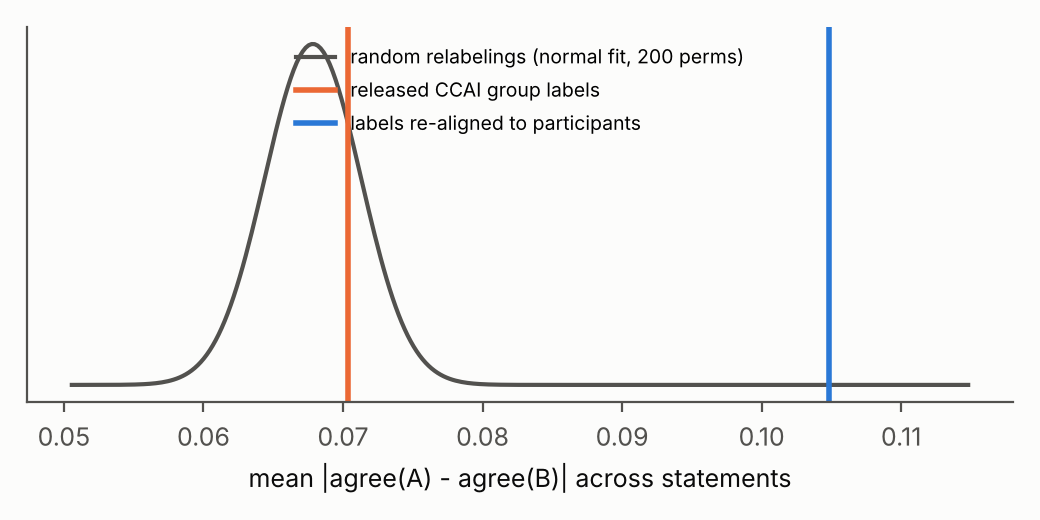 random relabelings (normal fit, 200 perms)
released CCAI group labels
labels re-aligned to participants
0.05 0.06 0.07 0.08 0.09 0.10 0.11
mean |agree(A) - agree(B)| across statements